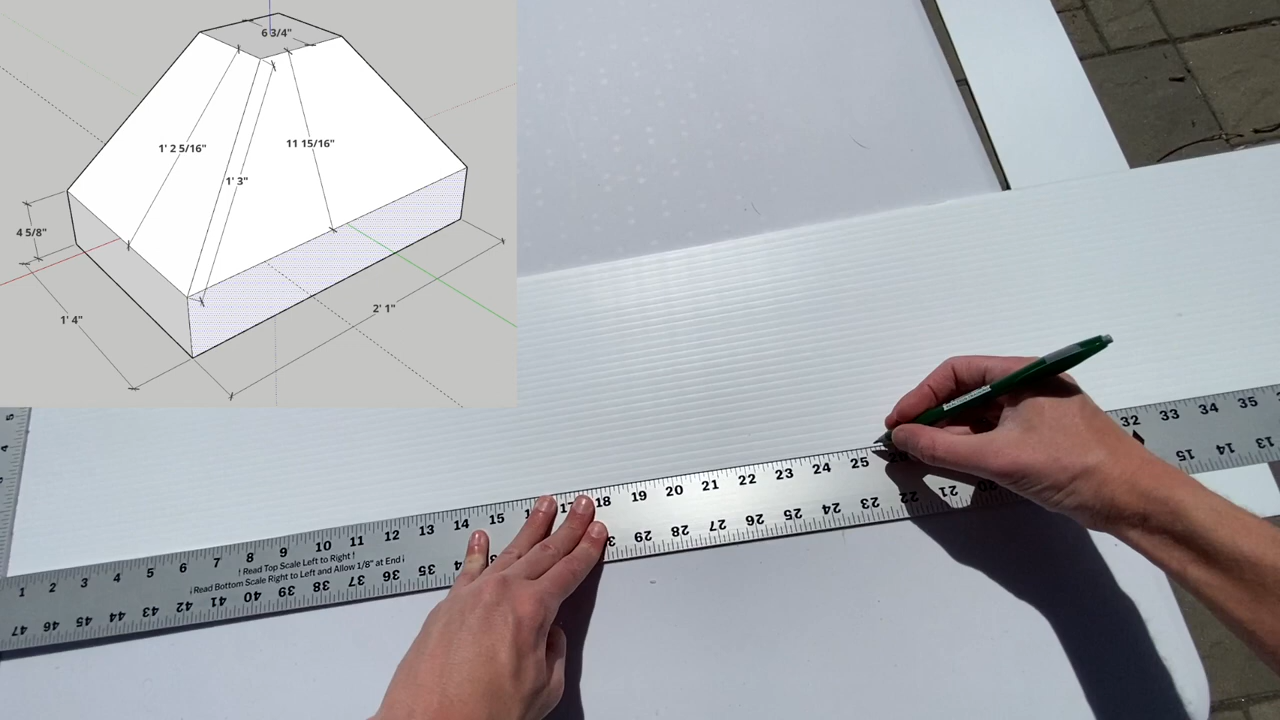 6 3/4"
1' 2 5/16"
11 15/16"
1' 3"
4 5/8"
1' 4"
2' 1"
5
4
1 2 3 4 5 6 7 8 9 10 11 12 13 14 15 17 18 19 20 21 22 23 24 25 32 33 34 35
↑Read Top Scale Left to Right↑
↓Read Bottom Scale Right to Left and Allow 1/8" at End↓
47 46 45 44 43 42 41 40 39 38 37 36 35 29 28 27 26 25 24 23 22 21 20 15 14 13